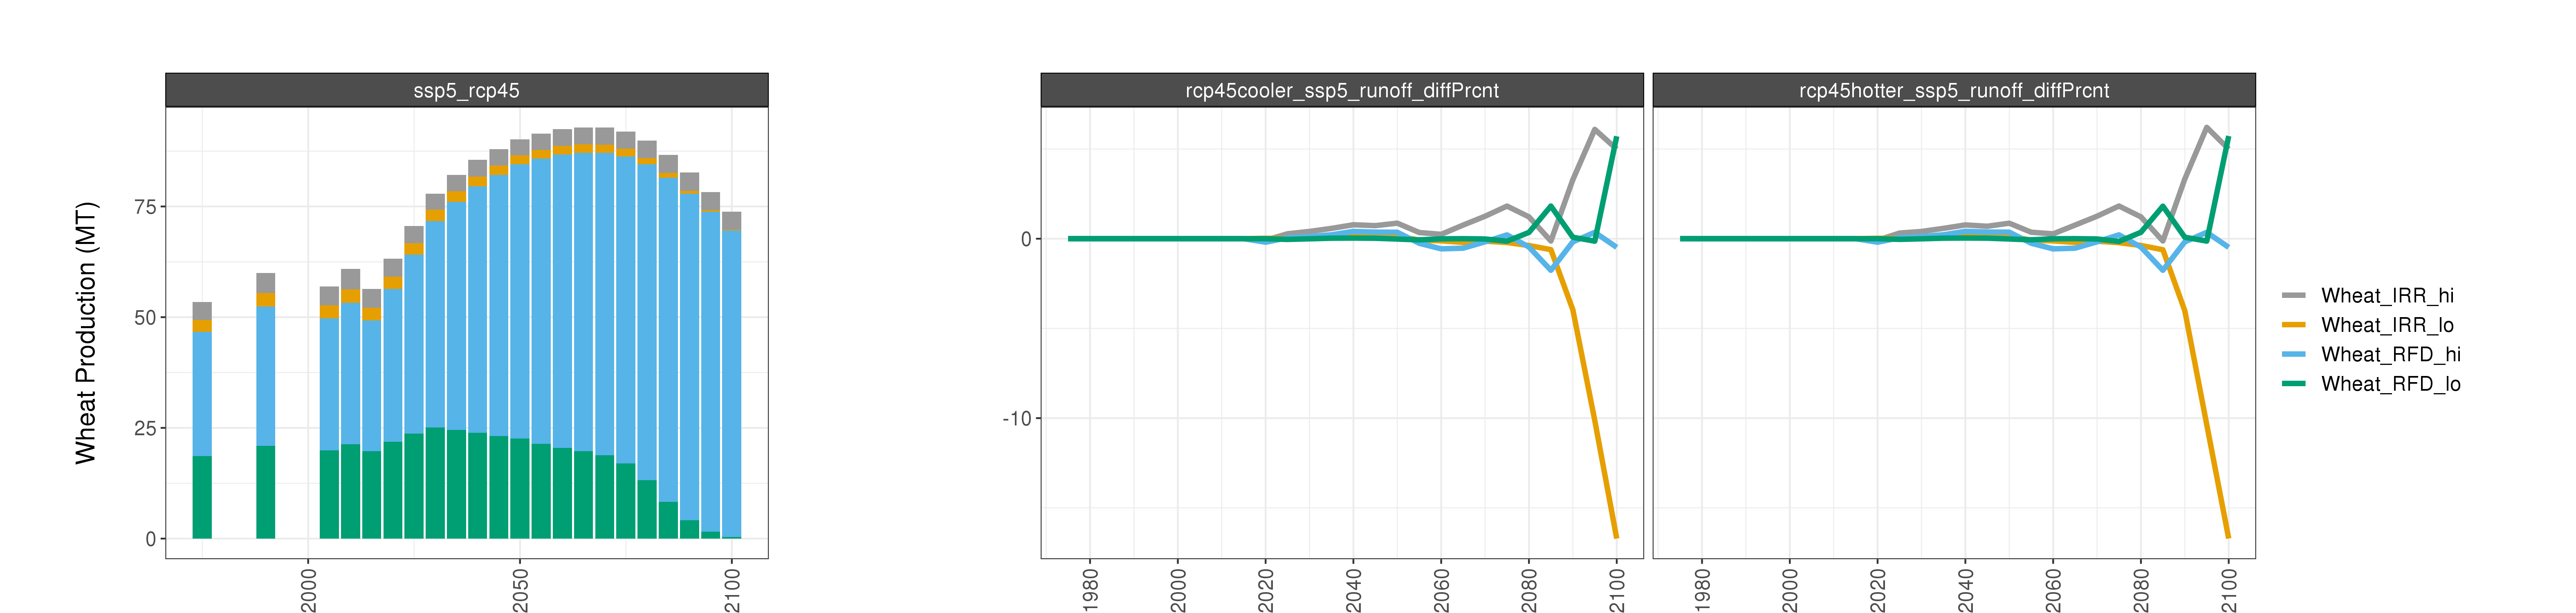 ssp5_rcp45
rcp45cooler_ssp5_runoff_diffPrcnt
rcp45hotter_ssp5_runoff_diffPrcnt
Wheat Production (MT)
75
50
25
0
2000
2050
2100
0
-10
1980
2000
2020
2040
2060
2080
2100
1980
2000
2020
2040
2060
2080
2100
Wheat_IRR_hi
Wheat_IRR_lo
Wheat_RFD_hi
Wheat_RFD_lo